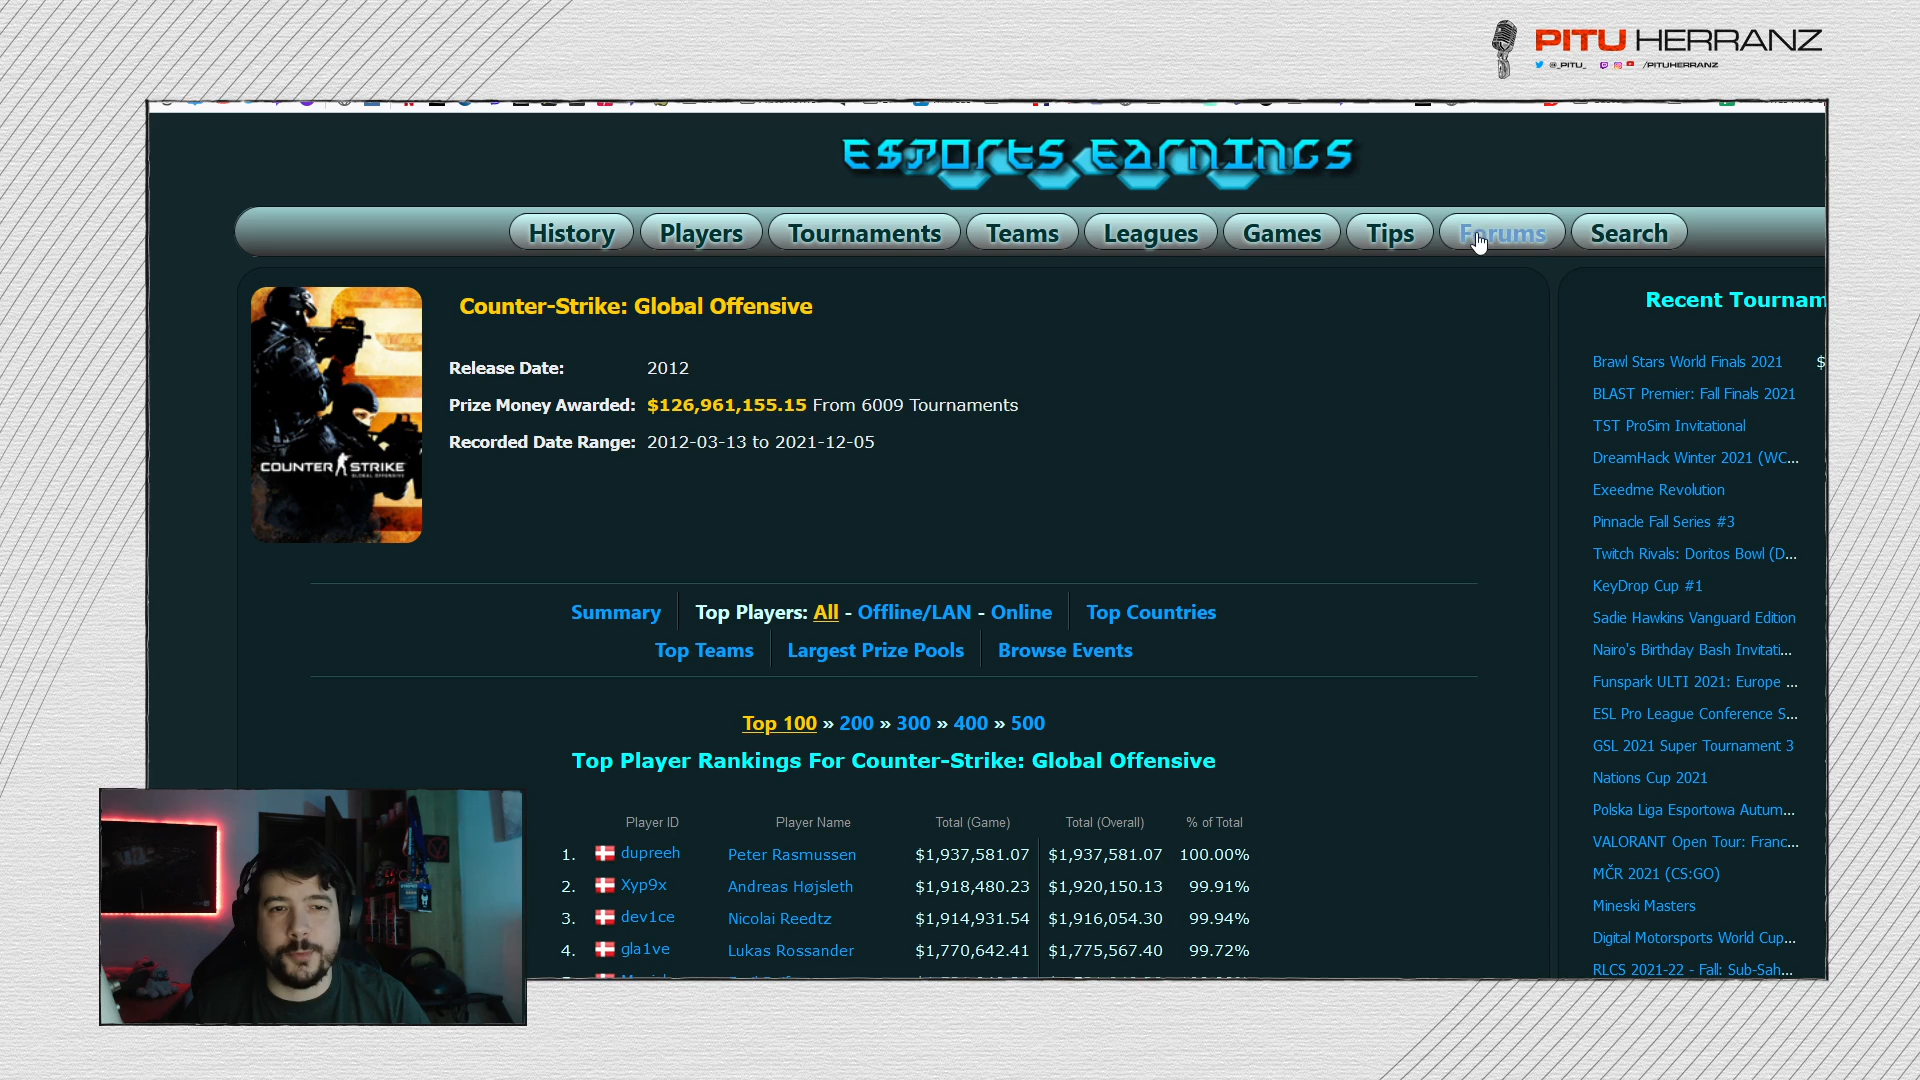 PITU HERRANZ
@_PITU_ /PITUHERRANZ
ESPORTS EARNINGS
History Players Tournaments Teams Leagues Games Tips Forums Search
Counter-Strike: Global Offensive
Release Date: 2012
Prize Money Awarded: $126,961,155.15 From 6009 Tournaments
Recorded Date Range: 2012-03-13 to 2021-12-05
COUNTER STRIKE
GLOBAL OFFENSIVE
Summary Top Players: All - Offline/LAN - Online Top Countries
Top Teams Largest Prize Pools Browse Events
Top 100 » 200 » 300 » 400 » 500
Top Player Rankings For Counter-Strike: Global Offensive
Player ID Player Name Total (Game) Total (Overall) % of Total
1. dupreeh Peter Rasmussen $1,937,581.07 $1,937,581.07 100.00%
2. Xyp9x Andreas Højsleth $1,918,480.23 $1,920,150.13 99.91%
3. dev1ce Nicolai Reedtz $1,914,931.54 $1,916,054.30 99.94%
4. gla1ve Lukas Rossander $1,770,642.41 $1,775,567.40 99.72%
Recent Tournam
Brawl Stars World Finals 2021 $
BLAST Premier: Fall Finals 2021
TST ProSim Invitational
DreamHack Winter 2021 (WC...
Exeedme Revolution
Pinnacle Fall Series #3
Twitch Rivals: Doritos Bowl (D...
KeyDrop Cup #1
Sadie Hawkins Vanguard Edition
Nairo's Birthday Bash Invitati...
Funspark ULTI 2021: Europe ...
ESL Pro League Conference S...
GSL 2021 Super Tournament 3
Nations Cup 2021
Polska Liga Esportowa Autum...
VALORANT Open Tour: Franc...
MČR 2021 (CS:GO)
Mineski Masters
Digital Motorsports World Cup...
RLCS 2021-22 - Fall: Sub-Sah...